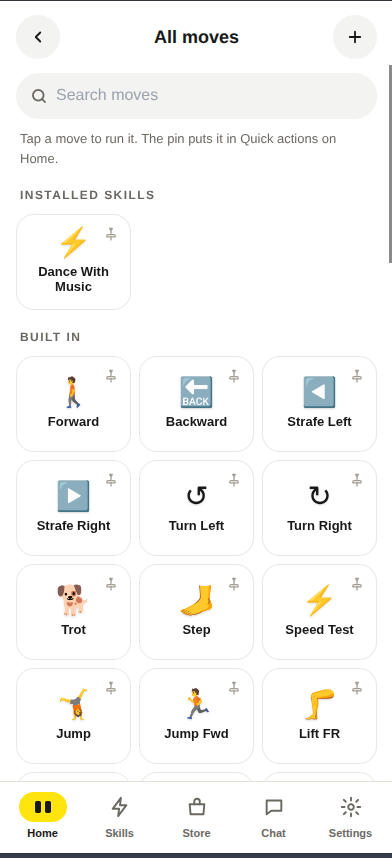 All moves
Search moves
Tap a move to run it. The pin puts it in Quick actions on
Home.
INSTALLED SKILLS
Dance With
Music
BUILT IN
Forward
BACK
Backward
Strafe Left
Strafe Right
Turn Left
Turn Right
Trot
Step
Speed Test
Jump
Jump Fwd
Lift FR
Home
Skills
Store
Chat
Settings